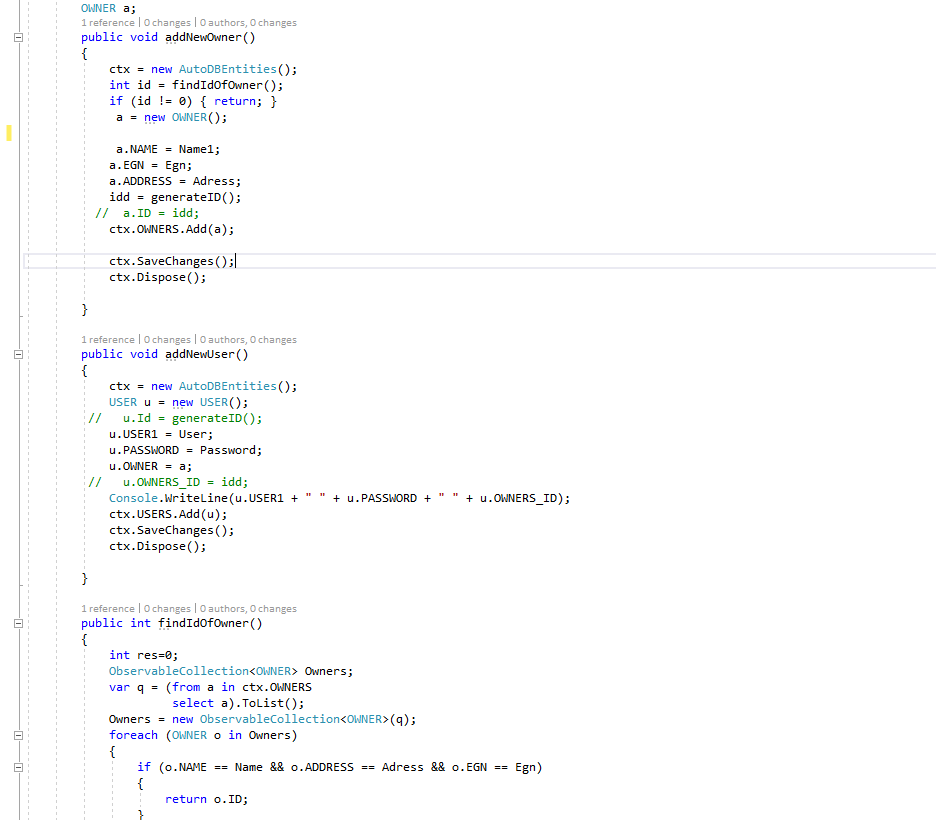 OWNER a;
1 reference | 0 changes | 0 authors, 0 changes
public void addNewOwner()
{
ctx = new AutoDBEntities();
int id = findIdOfOwner();
if (id != 0) { return; }
a = new OWNER();
a.NAME = Name1;
a.EGN = Egn;
a.ADDRESS = Adress;
idd = generateID();
// a.ID = idd;
ctx.OWNERS.Add(a);
ctx.SaveChanges();
ctx.Dispose();
}
1 reference | 0 changes | 0 authors, 0 changes
public void addNewUser()
{
ctx = new AutoDBEntities();
USER u = new USER();
// u.Id = generateID();
u.USER1 = User;
u.PASSWORD = Password;
u.OWNER = a;
// u.OWNERS_ID = idd;
Console.WriteLine(u.USER1 + " " + u.PASSWORD + " " + u.OWNERS_ID);
ctx.USERS.Add(u);
ctx.SaveChanges();
ctx.Dispose();
}
1 reference | 0 changes | 0 authors, 0 changes
public int findIdOfOwner()
{
int res=0;
ObservableCollection<OWNER> Owners;
var q = (from a in ctx.OWNERS
select a).ToList();
Owners = new ObservableCollection<OWNER>(q);
foreach (OWNER o in Owners)
{
if (o.NAME == Name && o.ADDRESS == Adress && o.EGN == Egn)
{
return o.ID;
}